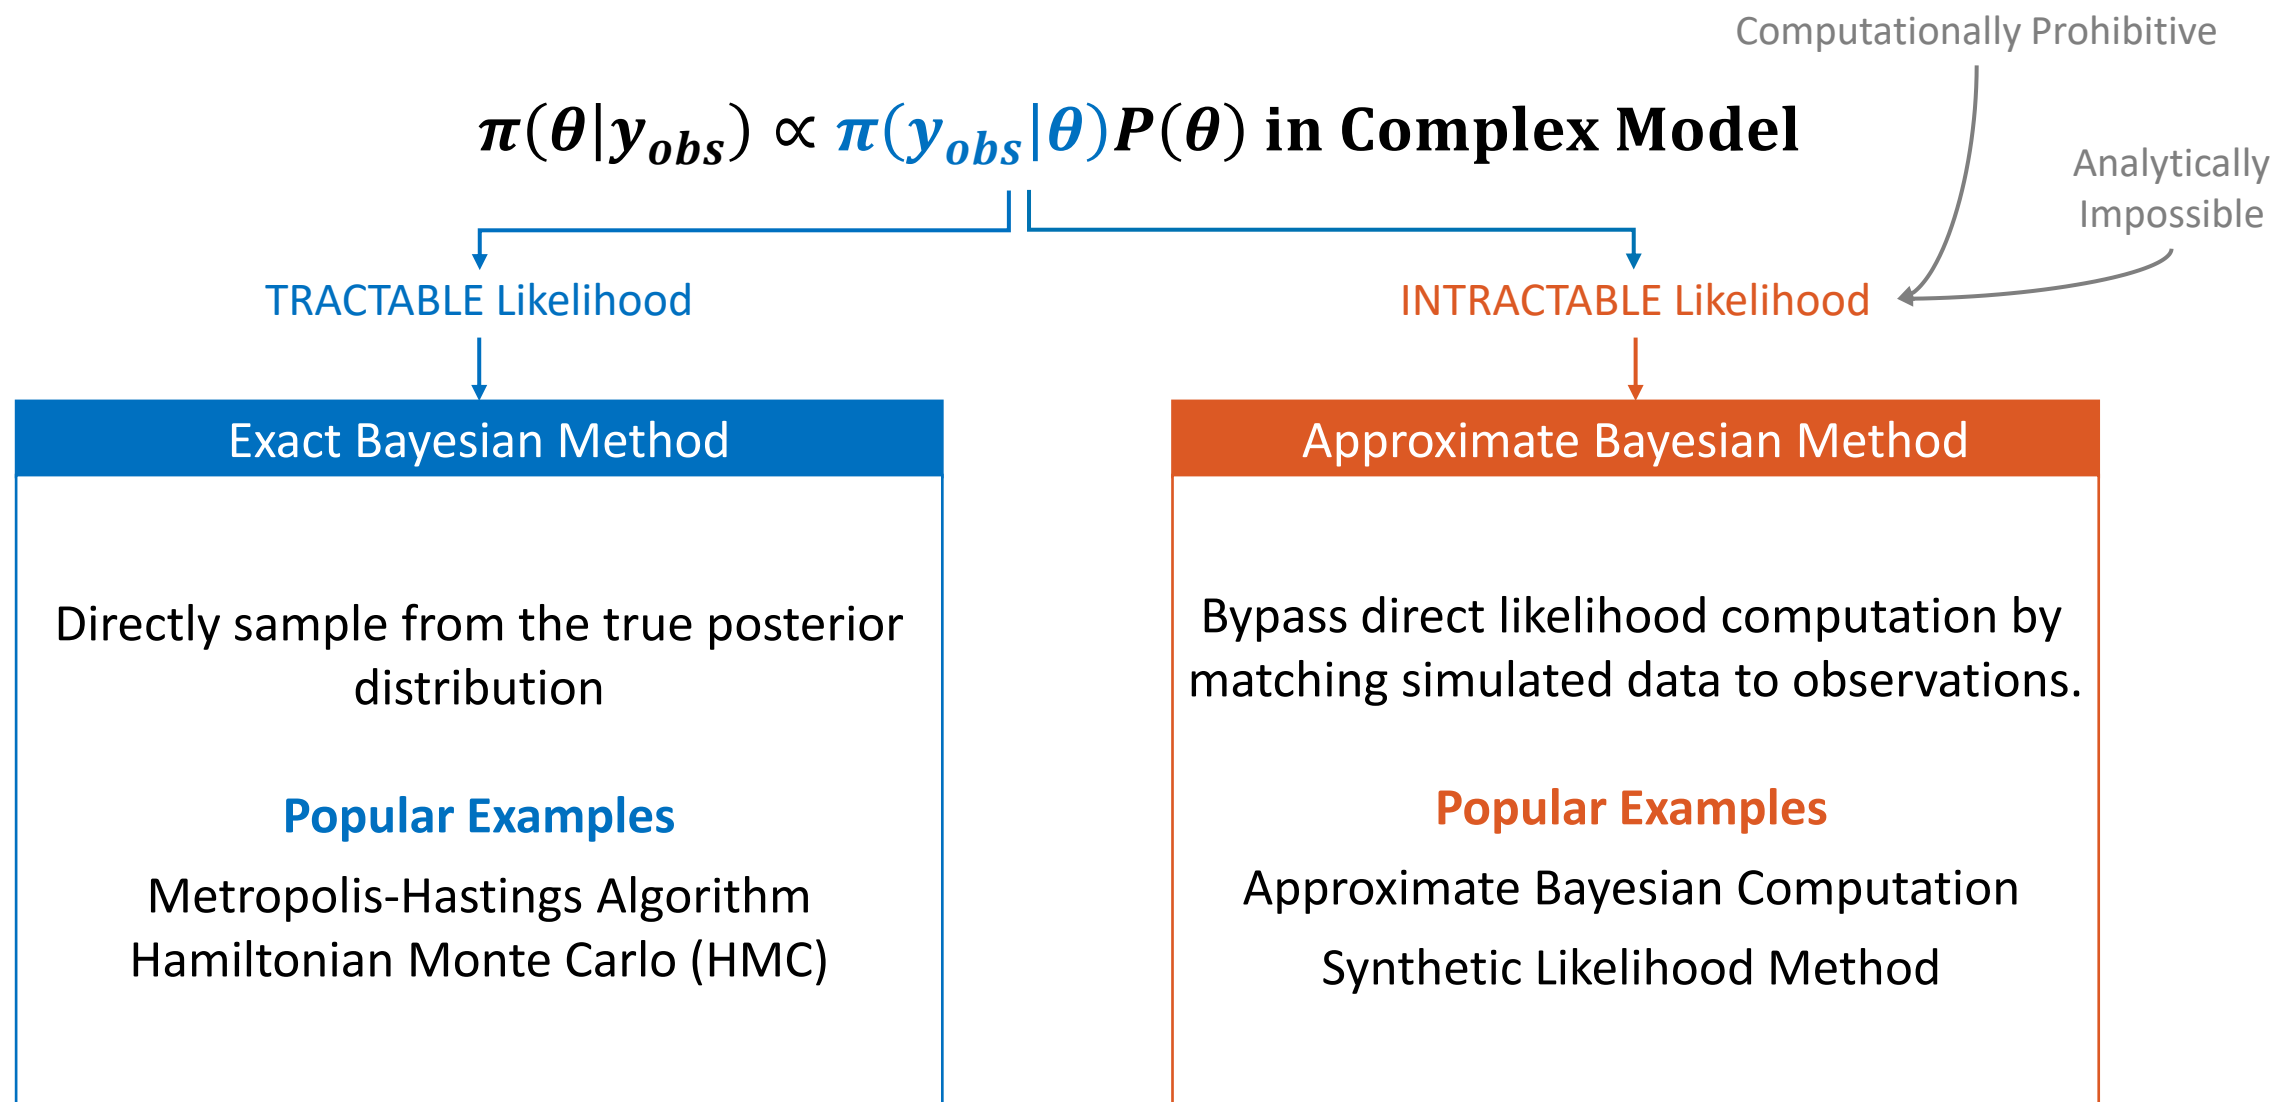 Computationally Prohibitive
π(θ|y_obs) ∝ π(y_obs|θ)P(θ) in Complex Model
Analytically
Impossible
TRACTABLE Likelihood
INTRACTABLE Likelihood
Exact Bayesian Method
Directly sample from the true posterior
distribution
Popular Examples
Metropolis-Hastings Algorithm
Hamiltonian Monte Carlo (HMC)
Approximate Bayesian Method
Bypass direct likelihood computation by
matching simulated data to observations.
Popular Examples
Approximate Bayesian Computation
Synthetic Likelihood Method